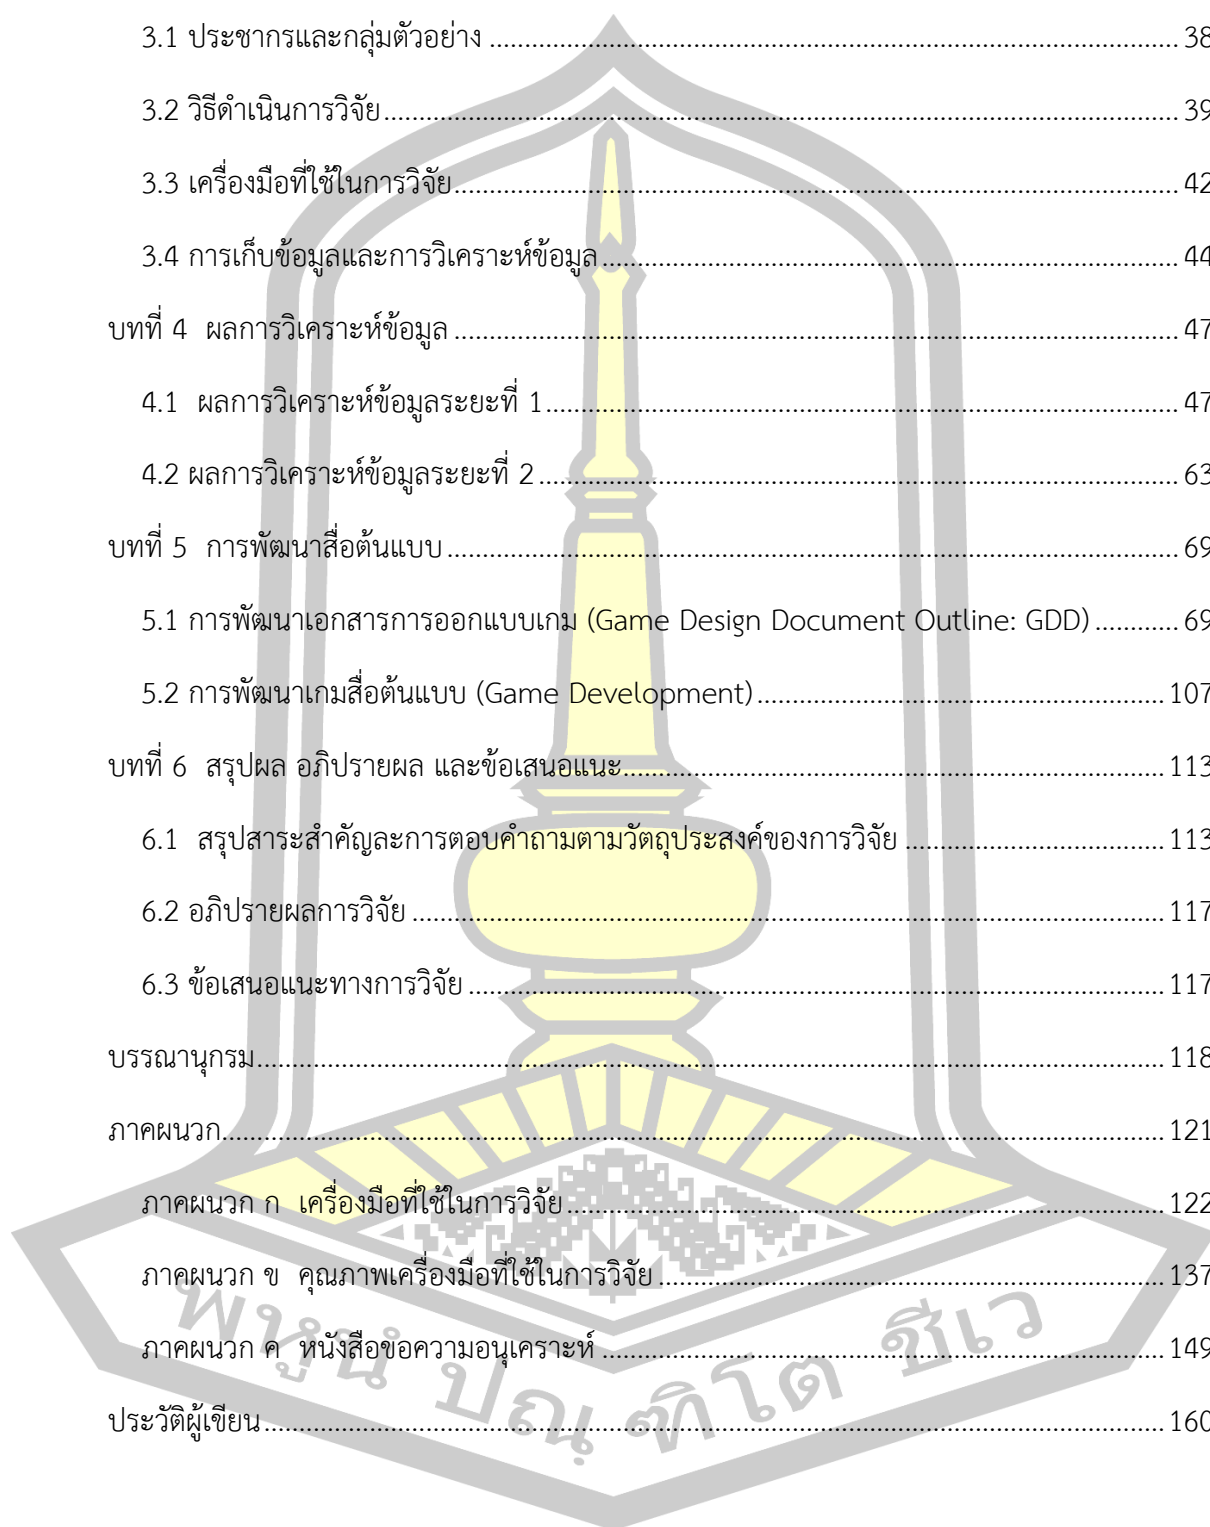 3.1 ประชากรและกลุ่มตัวอย่าง ........ 38
3.2 วิธีดำเนินการวิจัย ........ 39
3.3 เครื่องมือที่ใช้ในการวิจัย ........ 42
3.4 การเก็บข้อมูลและการวิเคราะห์ข้อมูล ........ 44
บทที่ 4  ผลการวิเคราะห์ข้อมูล ........ 47
4.1  ผลการวิเคราะห์ข้อมูลระยะที่ 1 ........ 47
4.2 ผลการวิเคราะห์ข้อมูลระยะที่ 2 ........ 63
บทที่ 5  การพัฒนาสื่อต้นแบบ ........ 69
5.1 การพัฒนาเอกสารการออกแบบเกม (Game Design Document Outline: GDD) ........ 69
5.2 การพัฒนาเกมสื่อต้นแบบ (Game Development) ........ 107
บทที่ 6  สรุปผล อภิปรายผล และข้อเสนอแนะ ........ 113
6.1  สรุปสาระสำคัญละการตอบคำถามตามวัตถุประสงค์ของการวิจัย ........ 113
6.2 อภิปรายผลการวิจัย ........ 117
6.3 ข้อเสนอแนะทางการวิจัย ........ 117
บรรณานุกรม ........ 118
ภาคผนวก ........ 121
ภาคผนวก ก  เครื่องมือที่ใช้ในการวิจัย ........ 122
ภาคผนวก ข  คุณภาพเครื่องมือที่ใช้ในการวิจัย ........ 137
ภาคผนวก ค  หนังสือขอความอนุเคราะห์ ........ 149
ประวัติผู้เขียน ........ 160
พหูนํ ปณฺฑิโต ชีเว